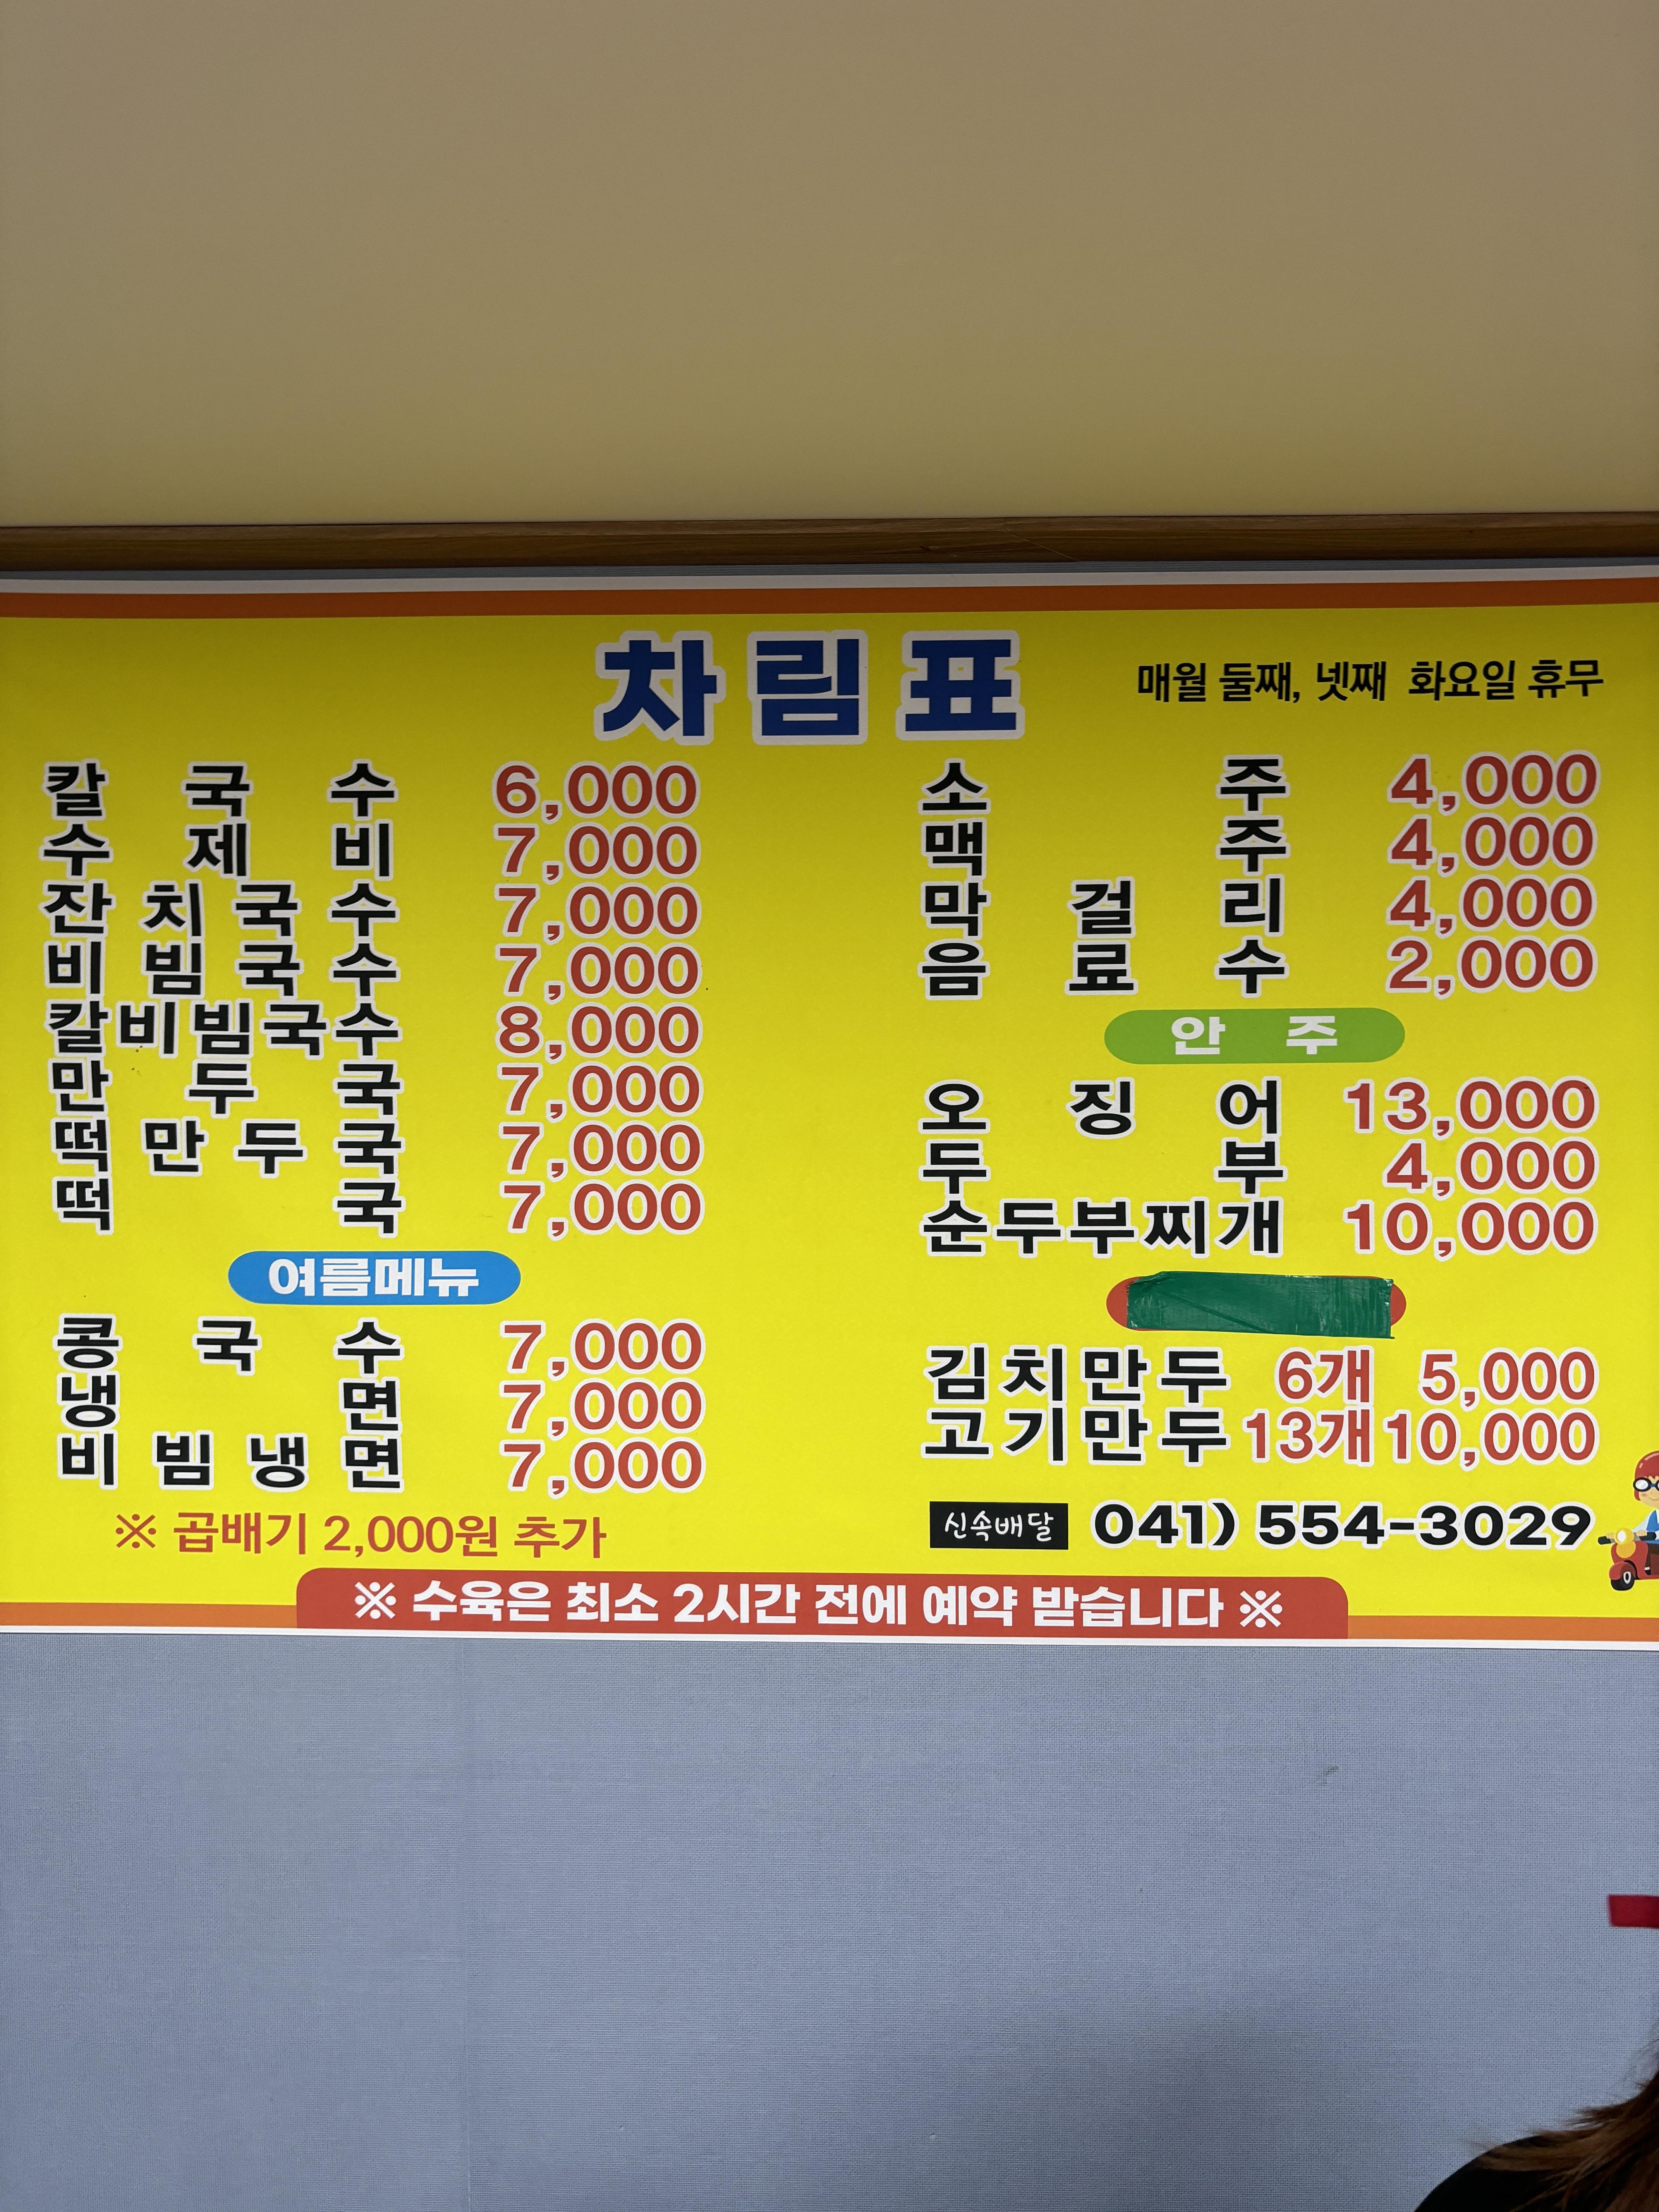 차림표
매월 둘째, 넷째 화요일 휴무
칼국수 6,000
수제비 7,000
잔치국수 7,000
비빔국수 7,000
칼비빔국수 8,000
만두국 7,000
떡만두국 7,000
떡국 7,000
여름메뉴
콩국수 7,000
냉면 7,000
비빔냉면 7,000
※ 곱배기 2,000원 추가
소주 4,000
맥주 4,000
막걸리 4,000
음료수 2,000
안주
오징어 13,000
두부 4,000
순두부찌개 10,000
김치만두 6개 5,000
고기만두 13개 10,000
신속배달 041) 554-3029
※ 수육은 최소 2시간 전에 예약 받습니다 ※